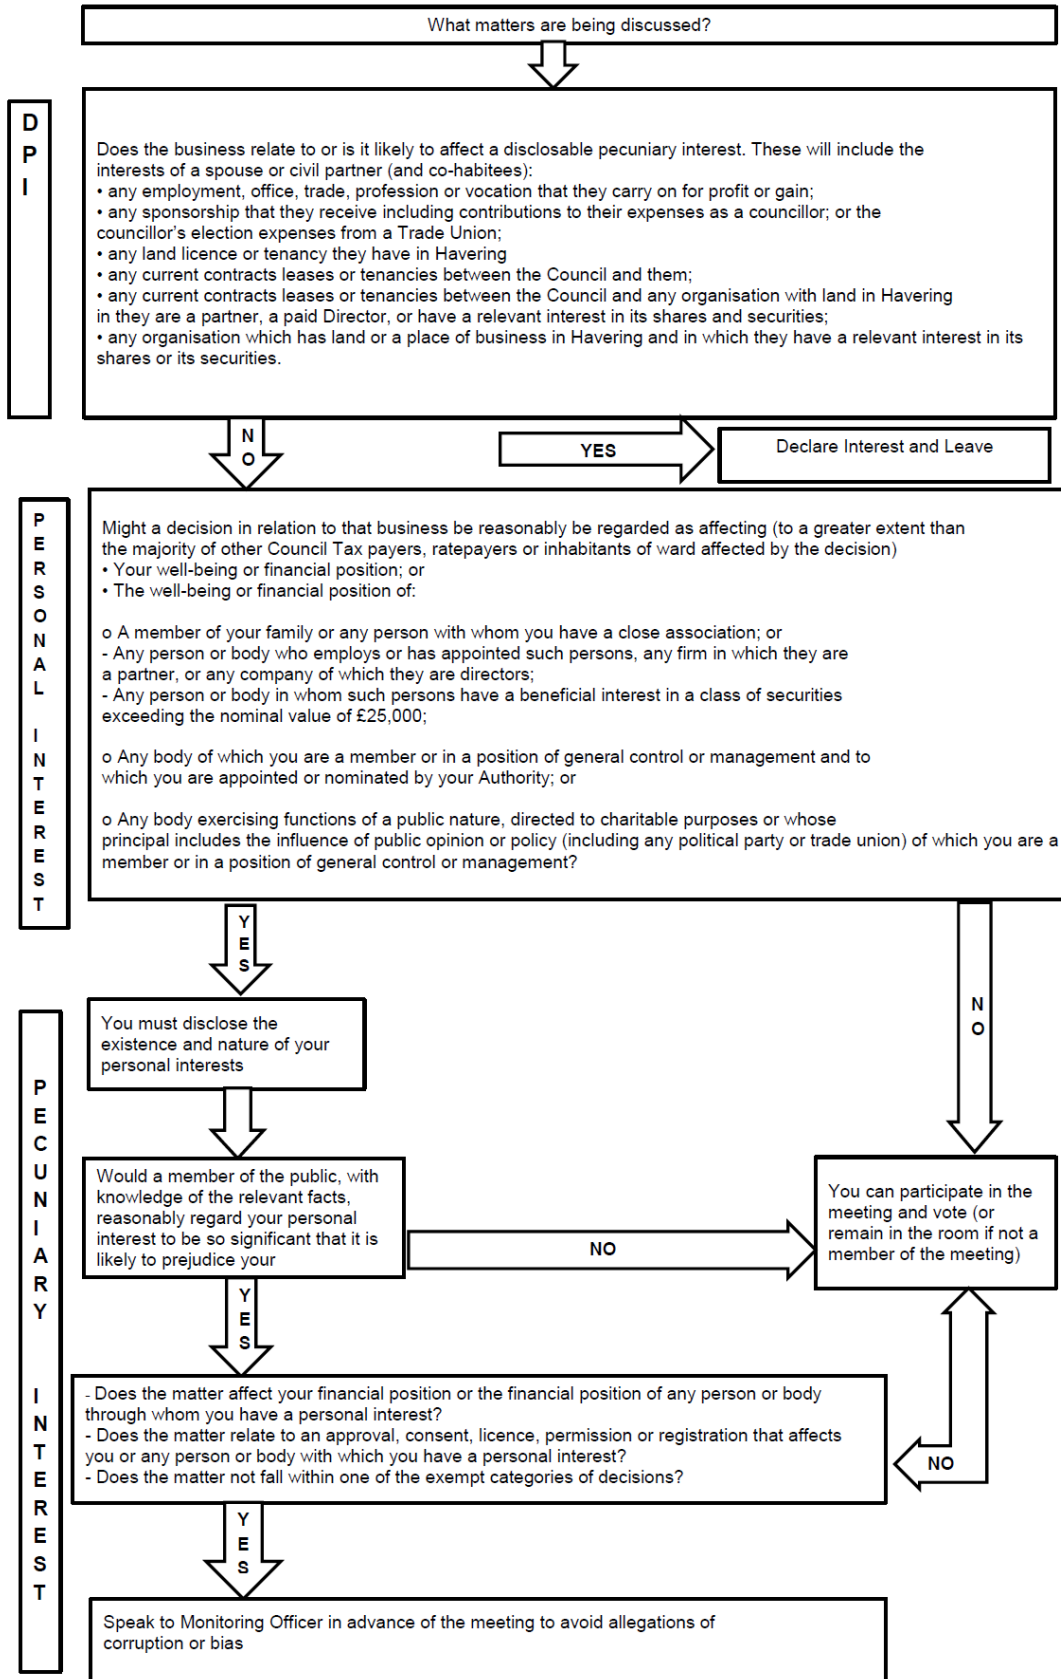 What matters are being discussed?
D
P
I
Does the business relate to or is it likely to affect a disclosable pecuniary interest. These will include the
interests of a spouse or civil partner (and co-habitees):
• any employment, office, trade, profession or vocation that they carry on for profit or gain;
• any sponsorship that they receive including contributions to their expenses as a councillor; or the
councillor's election expenses from a Trade Union;
• any land licence or tenancy they have in Havering
• any current contracts leases or tenancies between the Council and them;
• any current contracts leases or tenancies between the Council and any organisation with land in Havering
in they are a partner, a paid Director, or have a relevant interest in its shares and securities;
• any organisation which has land or a place of business in Havering and in which they have a relevant interest in its
shares or its securities.
N
O
YES
Declare Interest and Leave
P
E
R
S
O
N
A
L
I
N
T
E
R
E
S
T
Might a decision in relation to that business be reasonably be regarded as affecting (to a greater extent than
the majority of other Council Tax payers, ratepayers or inhabitants of ward affected by the decision)
• Your well-being or financial position; or
• The well-being or financial position of:
o A member of your family or any person with whom you have a close association; or
- Any person or body who employs or has appointed such persons, any firm in which they are
a partner, or any company of which they are directors;
- Any person or body in whom such persons have a beneficial interest in a class of securities
exceeding the nominal value of £25,000;
o Any body of which you are a member or in a position of general control or management and to
which you are appointed or nominated by your Authority; or
o Any body exercising functions of a public nature, directed to charitable purposes or whose
principal includes the influence of public opinion or policy (including any political party or trade union) of which you are a
member or in a position of general control or management?
Y
E
S
N
O
P
E
C
U
N
I
A
R
Y
I
N
T
E
R
E
S
T
You must disclose the
existence and nature of your
personal interests
Would a member of the public, with
knowledge of the relevant facts,
reasonably regard your personal
interest to be so significant that it is
likely to prejudice your
NO
You can participate in the
meeting and vote (or
remain in the room if not a
member of the meeting)
Y
E
S
- Does the matter affect your financial position or the financial position of any person or body
through whom you have a personal interest?
- Does the matter relate to an approval, consent, licence, permission or registration that affects
you or any person or body with which you have a personal interest?
- Does the matter not fall within one of the exempt categories of decisions?
NO
Y
E
S
Speak to Monitoring Officer in advance of the meeting to avoid allegations of
corruption or bias